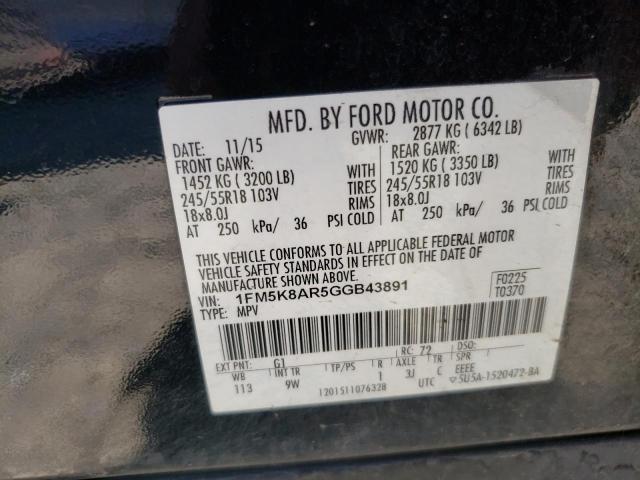 MFD. BY FORD MOTOR CO.
DATE: 11/15 GVWR: 2877 KG ( 6342 LB)
FRONT GAWR: REAR GAWR:
1452 KG ( 3200 LB) WITH 1520 KG ( 3350 LB) WITH
245/55R18 103V TIRES 245/55R18 103V TIRES
18x8.0J RIMS 18x8.0J RIMS
AT 250 kPa/ 36 PSI COLD AT 250 kPa/ 36 PSI COLD
THIS VEHICLE CONFORMS TO ALL APPLICABLE FEDERAL MOTOR
VEHICLE SAFETY STANDARDS IN EFFECT ON THE DATE OF
MANUFACTURE SHOWN ABOVE.
VIN: 1FM5K8AR5GGB43891 F0225
TYPE: MPV T0370
EXT PNT: G1 RC: 72 DSO:
WB INT TR TP/PS R AXLE TR SPR
113 9W 1 3J C EEEE
1201511076328 UTC 5U5A-1520472-BA